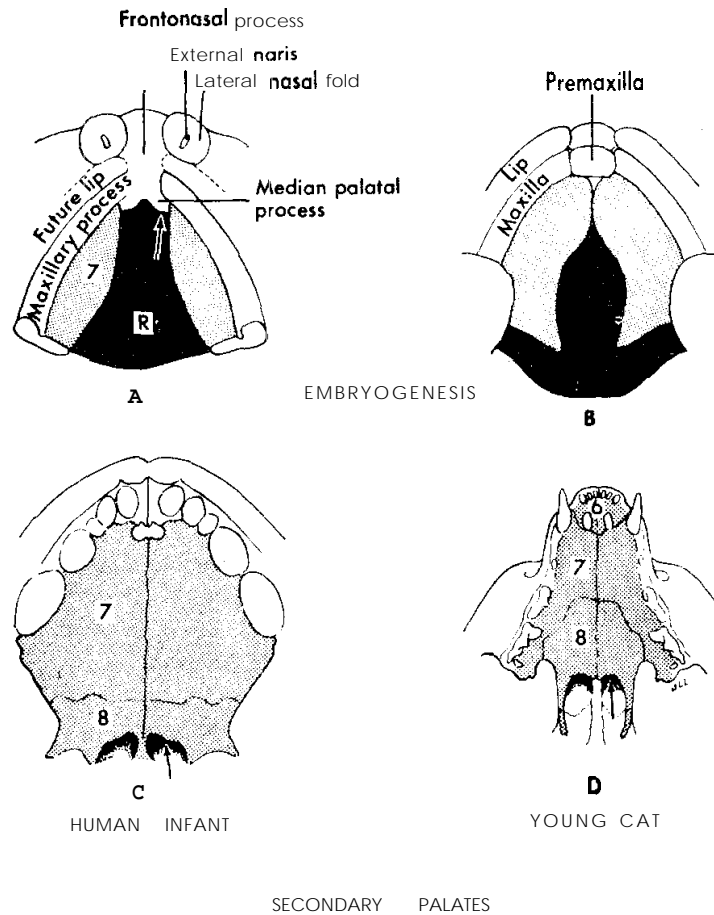 Frontonasal process
External naris
Lateral nasal fold
Premaxilla
Future lip
Maxillary process
Median palatal
process
Lip
Maxilla
7
R
A
EMBRYOGENESIS
B
6
7
7
8
8
C
D
HUMAN INFANT
YOUNG CAT
SECONDARY PALATES